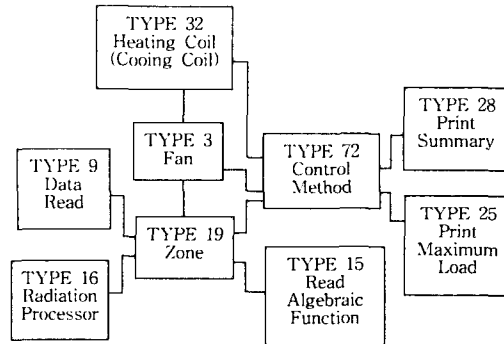 TYPE 32
Heating Coil
(Cooing Coil)
TYPE 28
Print
Summary
TYPE 3
Fan
TYPE 72
Control
Method
TYPE 9
Data
Read
TYPE 25
Print
Maximum
Load
TYPE 19
Zone
TYPE 16
Radiation
Processor
TYPE 15
Read
Algebraic
Function